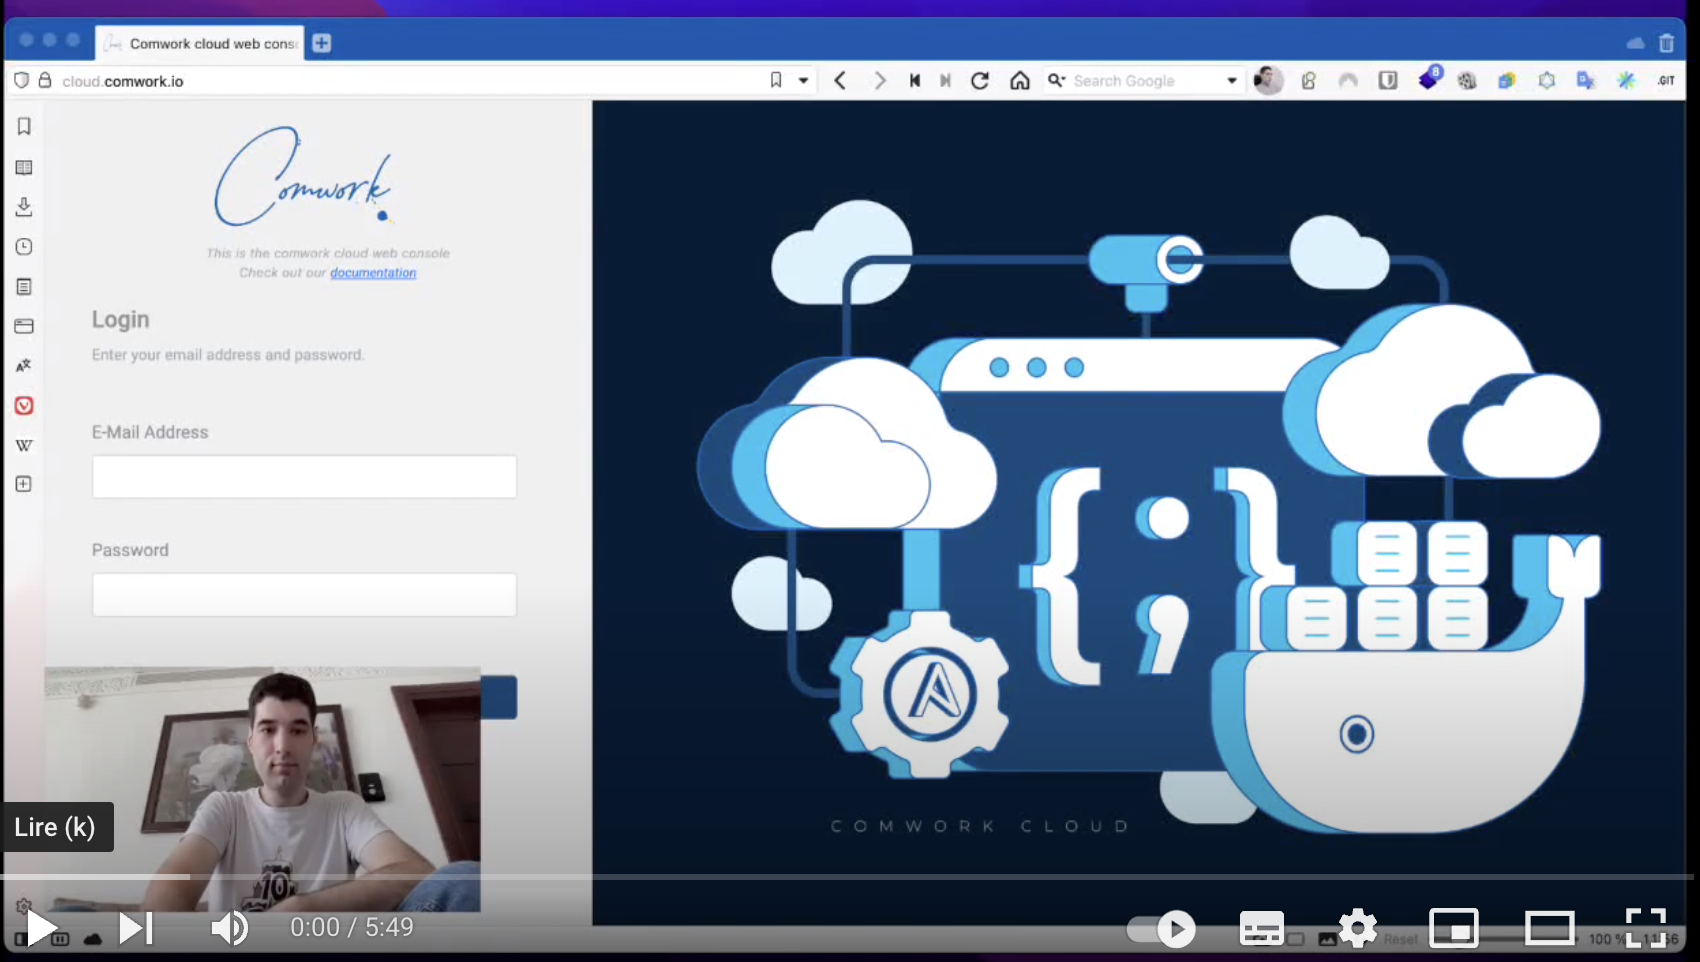 Comwork cloud web cons
cloud.comwork.io
Search Google
8
.GIT
Comwork
This is the comwork cloud web console
Check out our documentation
Login
Enter your email address and password.
E-Mail Address
Password
COMWORK CLOUD
Lire (k)
0:00 / 5:49
Reset
100 %